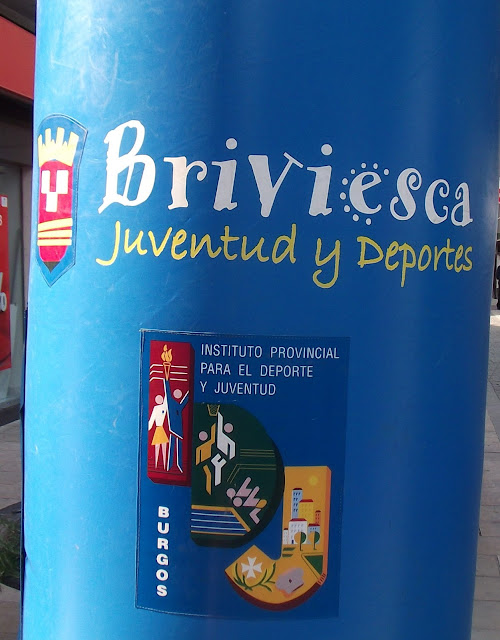 Briviesca
Juventud y Deportes
INSTITUTO PROVINCIAL
PARA EL DEPORTE
Y JUVENTUD
BURGOS